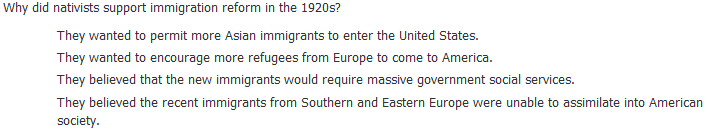 Why did nativists support immigration reform in the 1920s?
They wanted to permit more Asian immigrants to enter the United States.
They wanted to encourage more refugees from Europe to come to America.
They believed that the new immigrants would require massive government social services.
They believed the recent immigrants from Southern and Eastern Europe were unable to assimilate into American
society.